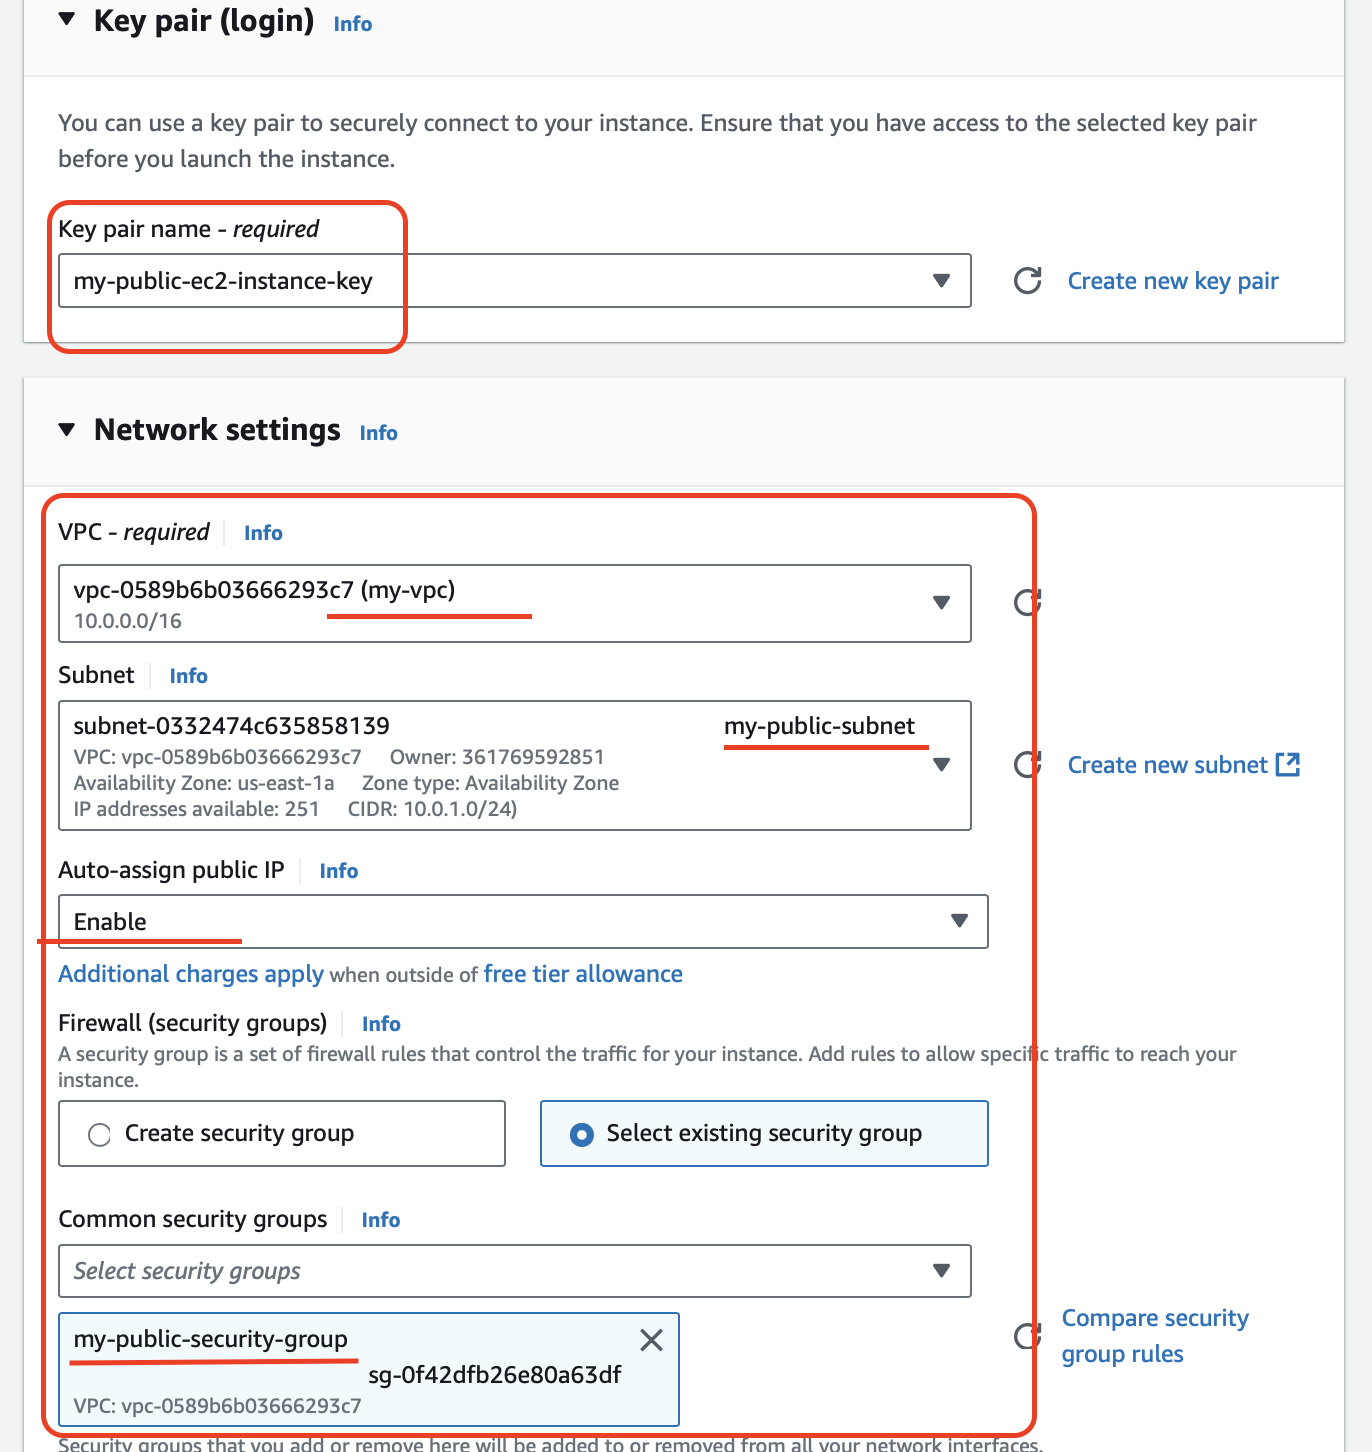 Key pair (login) Info
You can use a key pair to securely connect to your instance. Ensure that you have access to the selected key pair
before you launch the instance.
Key pair name - required
my-public-ec2-instance-key
Create new key pair
Network settings Info
VPC - required Info
vpc-0589b6b03666293c7 (my-vpc)
10.0.0.0/16
Subnet Info
subnet-0332474c635858139 my-public-subnet
VPC: vpc-0589b6b03666293c7 Owner: 361769592851
Availability Zone: us-east-1a Zone type: Availability Zone
IP addresses available: 251 CIDR: 10.0.1.0/24)
Create new subnet
Auto-assign public IP Info
Enable
Additional charges apply when outside of free tier allowance
Firewall (security groups) Info
A security group is a set of firewall rules that control the traffic for your instance. Add rules to allow specific traffic to reach your
instance.
Create security group Select existing security group
Common security groups Info
Select security groups
my-public-security-group
sg-0f42dfb26e80a63df
VPC: vpc-0589b6b03666293c7
Compare security
group rules
Security groups that you add or remove here will be added to or removed from all your network interfaces.